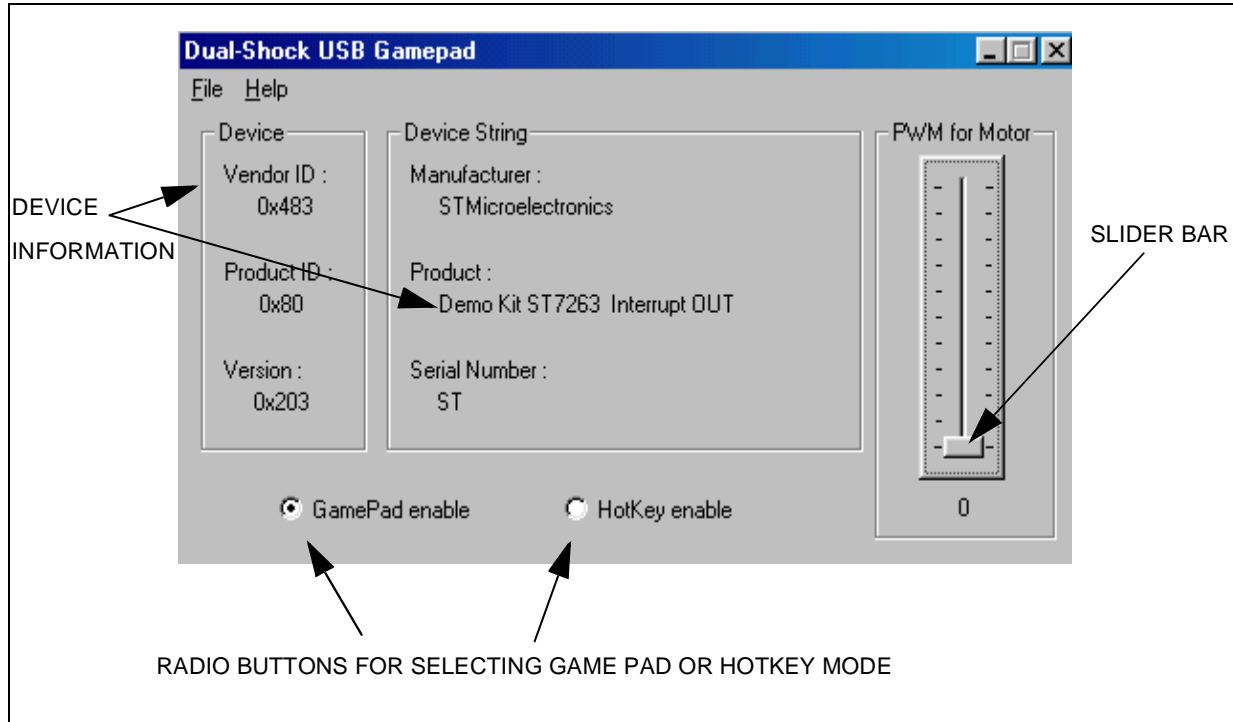 Dual-Shock USB Gamepad
File Help
Device
Vendor ID :
0x483
Product ID :
0x80
Version :
0x203
Device String
Manufacturer :
STMicroelectronics
Product :
Demo Kit ST7263 Interrupt OUT
Serial Number :
ST
PWM for Motor
0
GamePad enable
HotKey enable
DEVICE
INFORMATION
SLIDER BAR
RADIO BUTTONS FOR SELECTING GAME PAD OR HOTKEY MODE